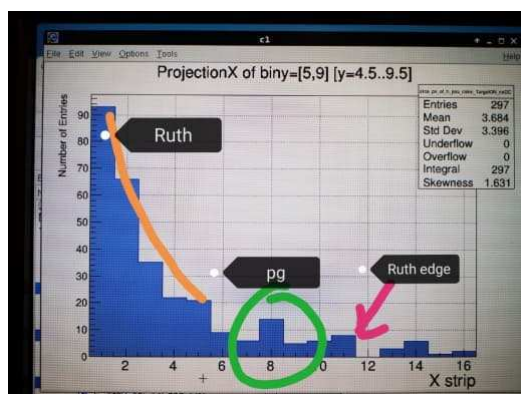 c1
File Edit View Options Tools
Help
ProjectionX of biny=[5,9] [y=4.5..9.5]
Entries 297
Mean 3.684
Std Dev 3.396
Underflow 0
Overflow 0
Integral 297
Skewness 1.631
Number of Entries
90
80
70
60
50
40
30
20
10
0
Ruth
pg
Ruth edge
2 4 6 8 10 12 14 16
X strip